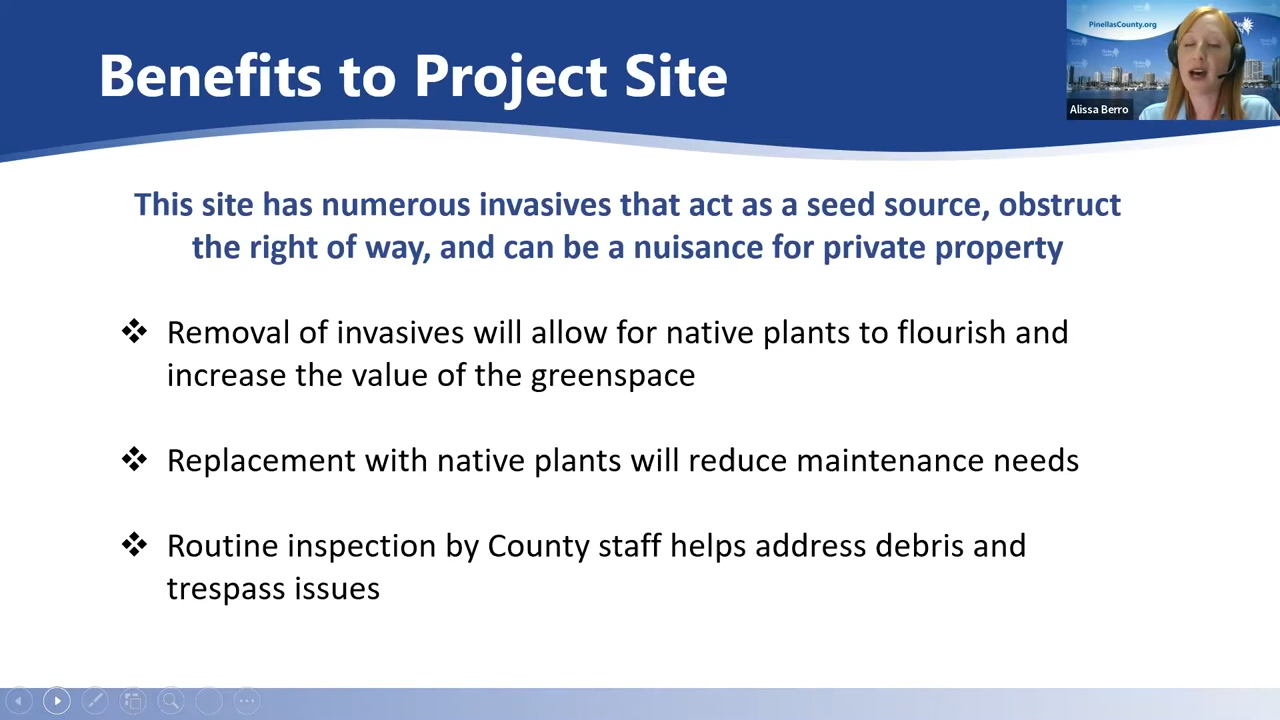 Benefits to Project Site
PinellasCounty.org
Alissa Berro
This site has numerous invasives that act as a seed source, obstruct
the right of way, and can be a nuisance for private property
❖ Removal of invasives will allow for native plants to flourish and
increase the value of the greenspace
❖ Replacement with native plants will reduce maintenance needs
❖ Routine inspection by County staff helps address debris and
trespass issues